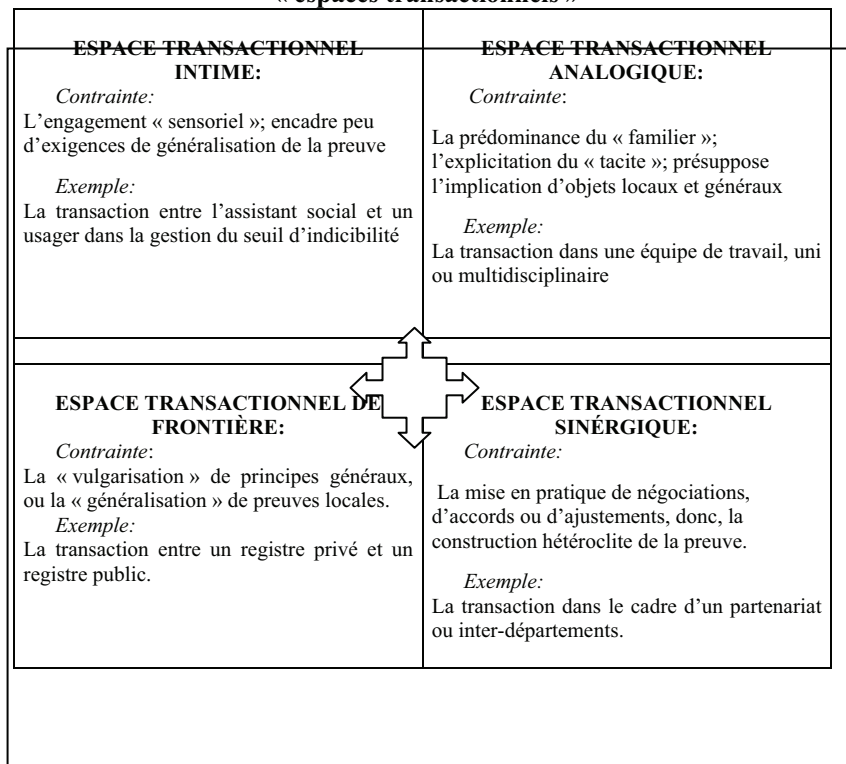 « espaces transactionnels »
ESPACE TRANSACTIONNEL
INTIME:
Contrainte:
L’engagement « sensoriel »; encadre peu
d’exigences de généralisation de la preuve
Exemple:
La transaction entre l’assistant social et un
usager dans la gestion du seuil d’indicibilité
ESPACE TRANSACTIONNEL
ANALOGIQUE:
Contrainte:
La prédominance du « familier »;
l’explicitation du « tacite »; présuppose
l’implication d’objets locaux et généraux
Exemple:
La transaction dans une équipe de travail, uni
ou multidisciplinaire
ESPACE TRANSACTIONNEL DE
FRONTIÈRE:
Contrainte:
La « vulgarisation » de principes généraux,
ou la « généralisation » de preuves locales.
Exemple:
La transaction entre un registre privé et un
registre public.
ESPACE TRANSACTIONNEL
SINÉRGIQUE:
Contrainte:
La mise en pratique de négociations,
d’accords ou d’ajustements, donc, la
construction hétéroclite de la preuve.
Exemple:
La transaction dans le cadre d’un partenariat
ou inter-départements.